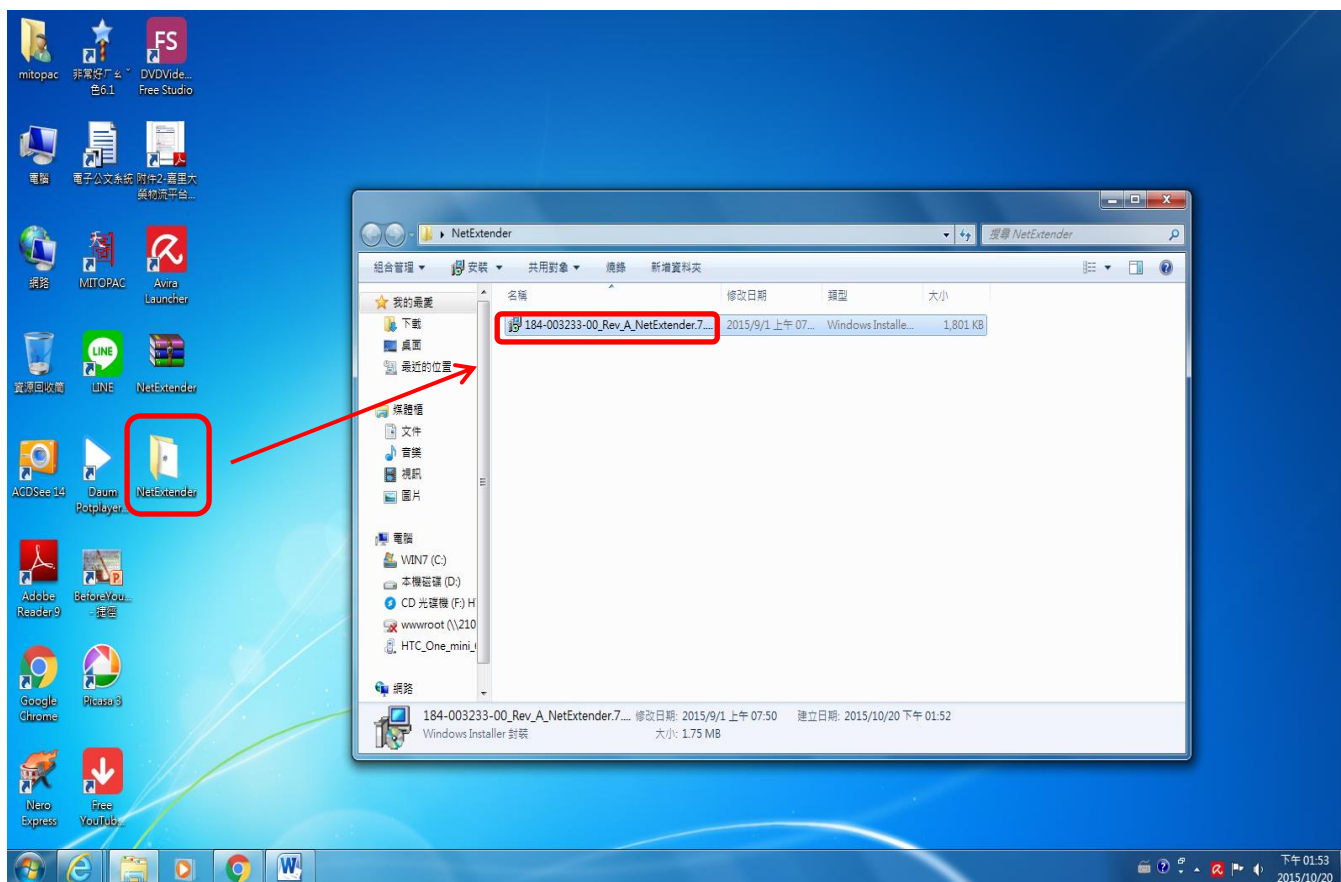 mitopac
非常好ㄏㄠˇ
色6.1
FS
DVDVide...
Free Studio
電腦
電子公文系統
附件2-嘉里大
榮物流平台...
網路
MITOPAC
Avira
Launcher
資源回收筒
LINE
LINE
NetExtender
ACDSee 14
Daum
Potplayer...
NetExtender
Adobe
Reader 9
BeforeYou...
- 捷徑
Google
Chrome
Picasa 3
Nero
Express
Free
YouTub...
NetExtender
搜尋 NetExtender
組合管理
安裝
共用對象
燒錄
新增資料夾
我的最愛
下載
桌面
最近的位置
媒體櫃
文件
音樂
視訊
圖片
電腦
WIN7 (C:)
本機磁碟 (D:)
CD 光碟機 (F:) H
wwwroot (\\210
HTC_One_mini_
網路
名稱 修改日期 類型 大小
184-003233-00_Rev_A_NetExtender.7.... 2015/9/1 上午 07... Windows Installe... 1,801 KB
184-003233-00_Rev_A_NetExtender.7.... 修改日期: 2015/9/1 上午 07:50 建立日期: 2015/10/20 下午 01:52
Windows Installer 封裝 大小: 1.75 MB
下午 01:53
2015/10/20